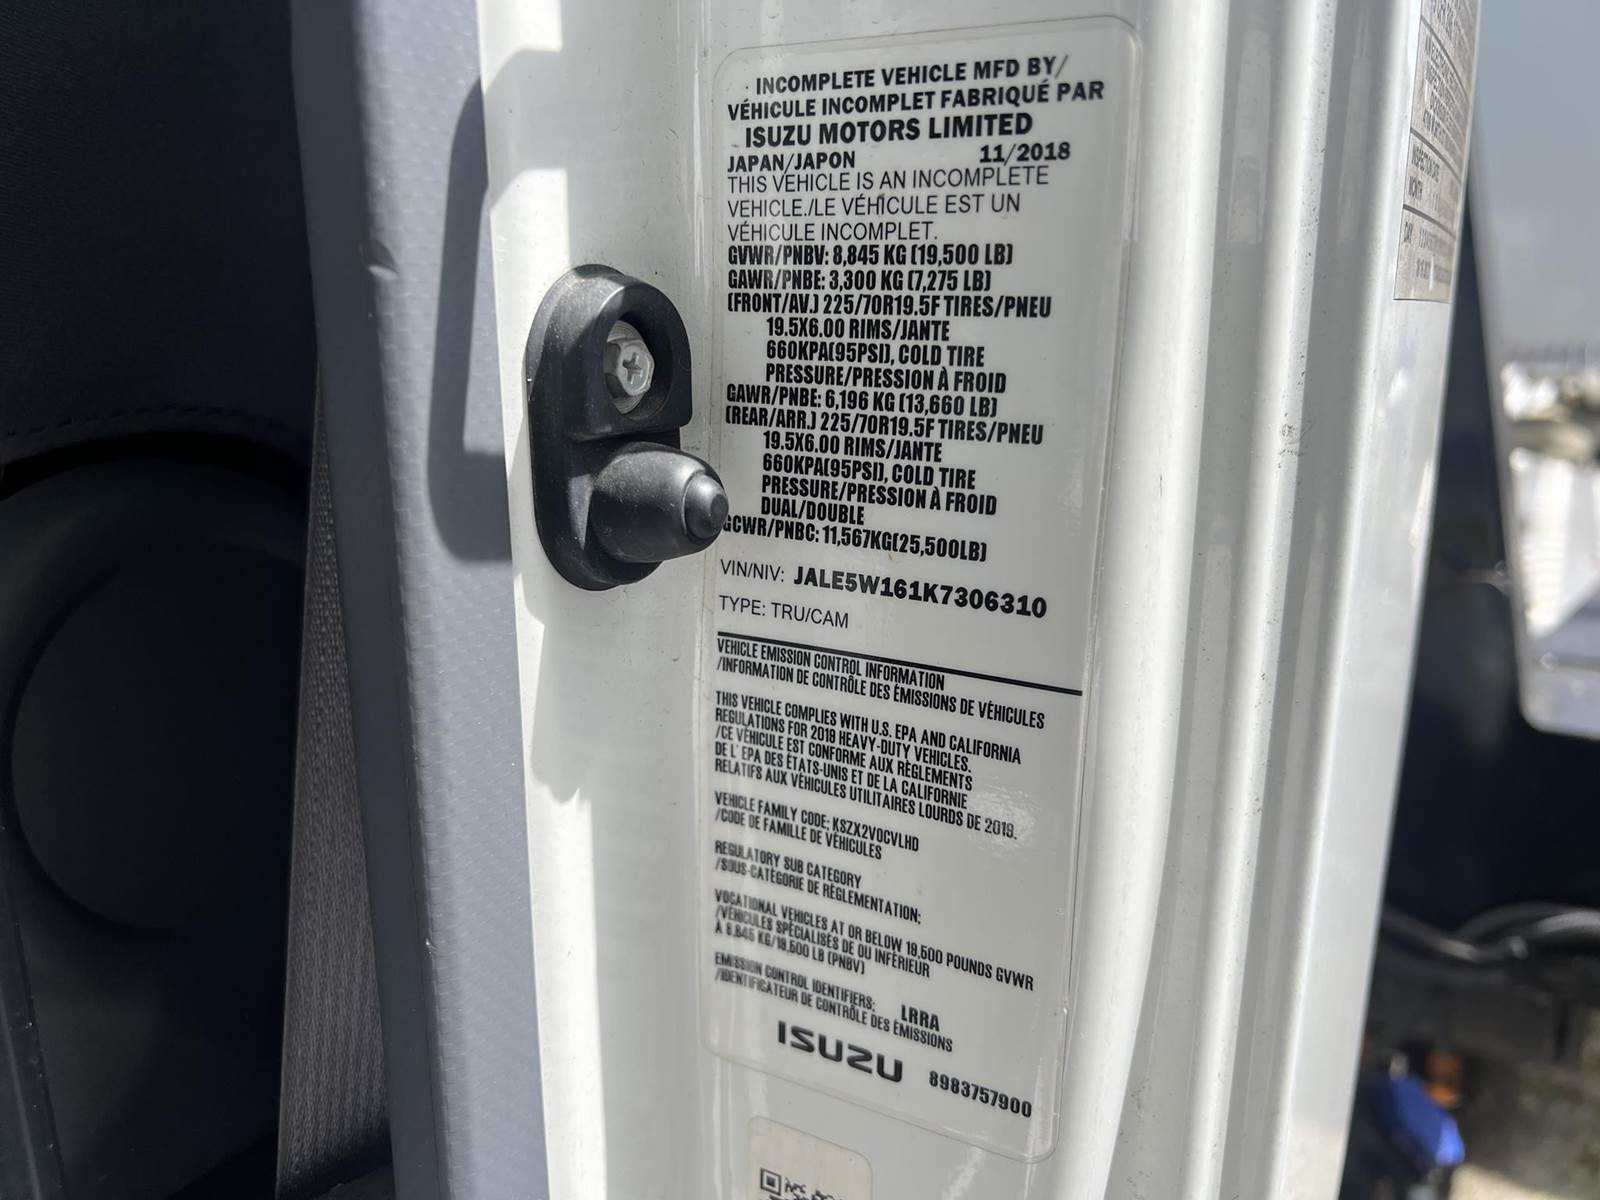 INCOMPLETE VEHICLE MFD BY/
VÉHICULE INCOMPLET FABRIQUÉ PAR
ISUZU MOTORS LIMITED
JAPAN/JAPON 11/2018
THIS VEHICLE IS AN INCOMPLETE
VEHICLE./LE VÉHICULE EST UN
VÉHICULE INCOMPLET.
GVWR/PNBV: 8,845 KG (19,500 LB)
GAWR/PNBE: 3,300 KG (7,275 LB)
(FRONT/AV.) 225/70R19.5F TIRES/PNEU
19.5X6.00 RIMS/JANTE
660KPA(95PSI), COLD TIRE
PRESSURE/PRESSION À FROID
GAWR/PNBE: 6,196 KG (13,660 LB)
(REAR/ARR.) 225/70R19.5F TIRES/PNEU
19.5X6.00 RIMS/JANTE
660KPA(95PSI), COLD TIRE
PRESSURE/PRESSION À FROID
DUAL/DOUBLE
GCWR/PNBC: 11,567KG(25,500LB)
VIN/NIV: JALE5W161K7306310
TYPE: TRU/CAM
VEHICLE EMISSION CONTROL INFORMATION
/INFORMATION DE CONTRÔLE DES ÉMISSIONS DE VÉHICULES
THIS VEHICLE COMPLIES WITH U.S. EPA AND CALIFORNIA
REGULATIONS FOR 2019 HEAVY-DUTY VEHICLES.
/CE VÉHICULE EST CONFORME AUX RÈGLEMENTS
DE L' EPA DES ÉTATS-UNIS ET DE LA CALIFORNIE
RELATIFS AUX VÉHICULES UTILITAIRES LOURDS DE 2019.
VEHICLE FAMILY CODE: KSZX2VOCVLHD
/CODE DE FAMILLE DE VÉHICULES
REGULATORY SUB CATEGORY
/SOUS-CATÉGORIE DE RÉGLEMENTATION:
VOCATIONAL VEHICLES AT OR BELOW 19,500 POUNDS GVWR
/VÉHICULES SPÉCIALISÉS DE OU INFÉRIEUR
À 8,845 KG/19,500 LB (PNBV)
EMISSION CONTROL IDENTIFIERS: LRRA
/IDENTIFICATEUR DE CONTRÔLE DES ÉMISSIONS
ISUZU 8983757900
INSPECTION DATE
MONTH
DAY